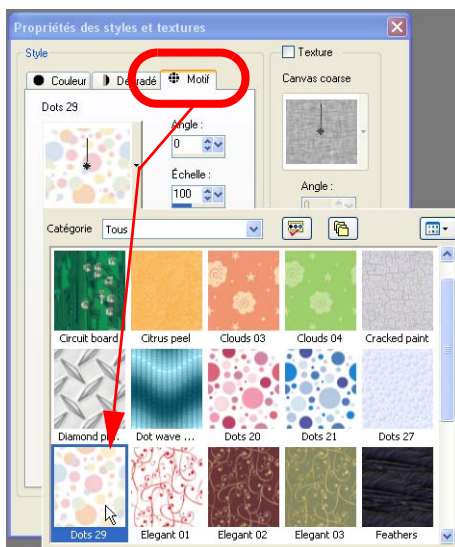 Propriétés des styles et textures
Style
Texture
Couleur
Dégradé
Motif
Canvas coarse
Dots 29
Angle :
0
Échelle :
100
Angle :
0
Catégorie
Tous
Circuit board
Citrus peel
Clouds 03
Clouds 04
Cracked paint
Diamond pl...
Dot wave ...
Dots 20
Dots 21
Dots 27
Dots 29
Elegant 01
Elegant 02
Elegant 03
Feathers